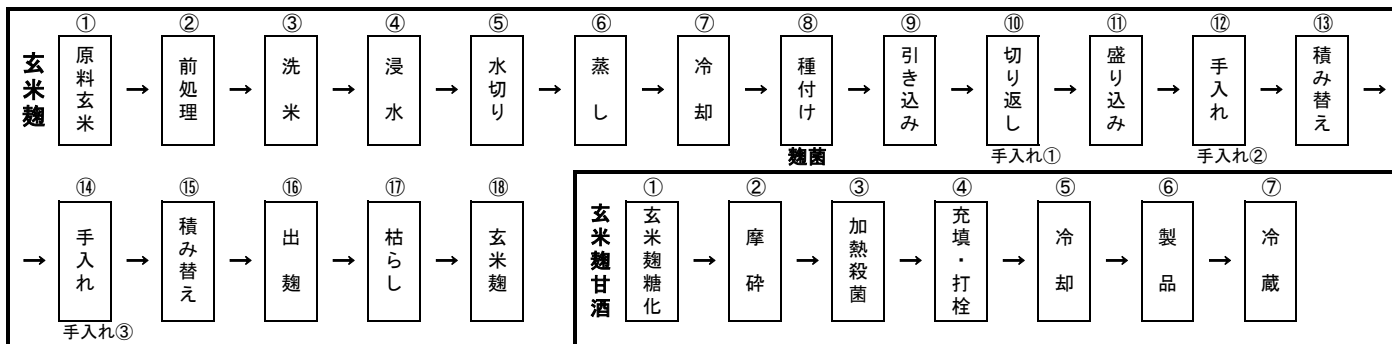 玄米麹
① ② ③ ④ ⑤ ⑥ ⑦ ⑧ ⑨ ⑩ ⑪ ⑫ ⑬
原料玄米 → 前処理 → 洗米 → 浸水 → 水切り → 蒸し → 冷却 → 種付け → 引き込み → 切り返し → 盛り込み → 手入れ → 積み替え →
麹菌 手入れ① 手入れ②
⑭ ⑮ ⑯ ⑰ ⑱
→ 手入れ → 積み替え → 出麹 → 枯らし → 玄米麹
手入れ③
玄米麹甘酒
① ② ③ ④ ⑤ ⑥ ⑦
玄米麹糖化 → 摩砕 → 加熱殺菌 → 充填・打栓 → 冷却 → 製品 → 冷蔵